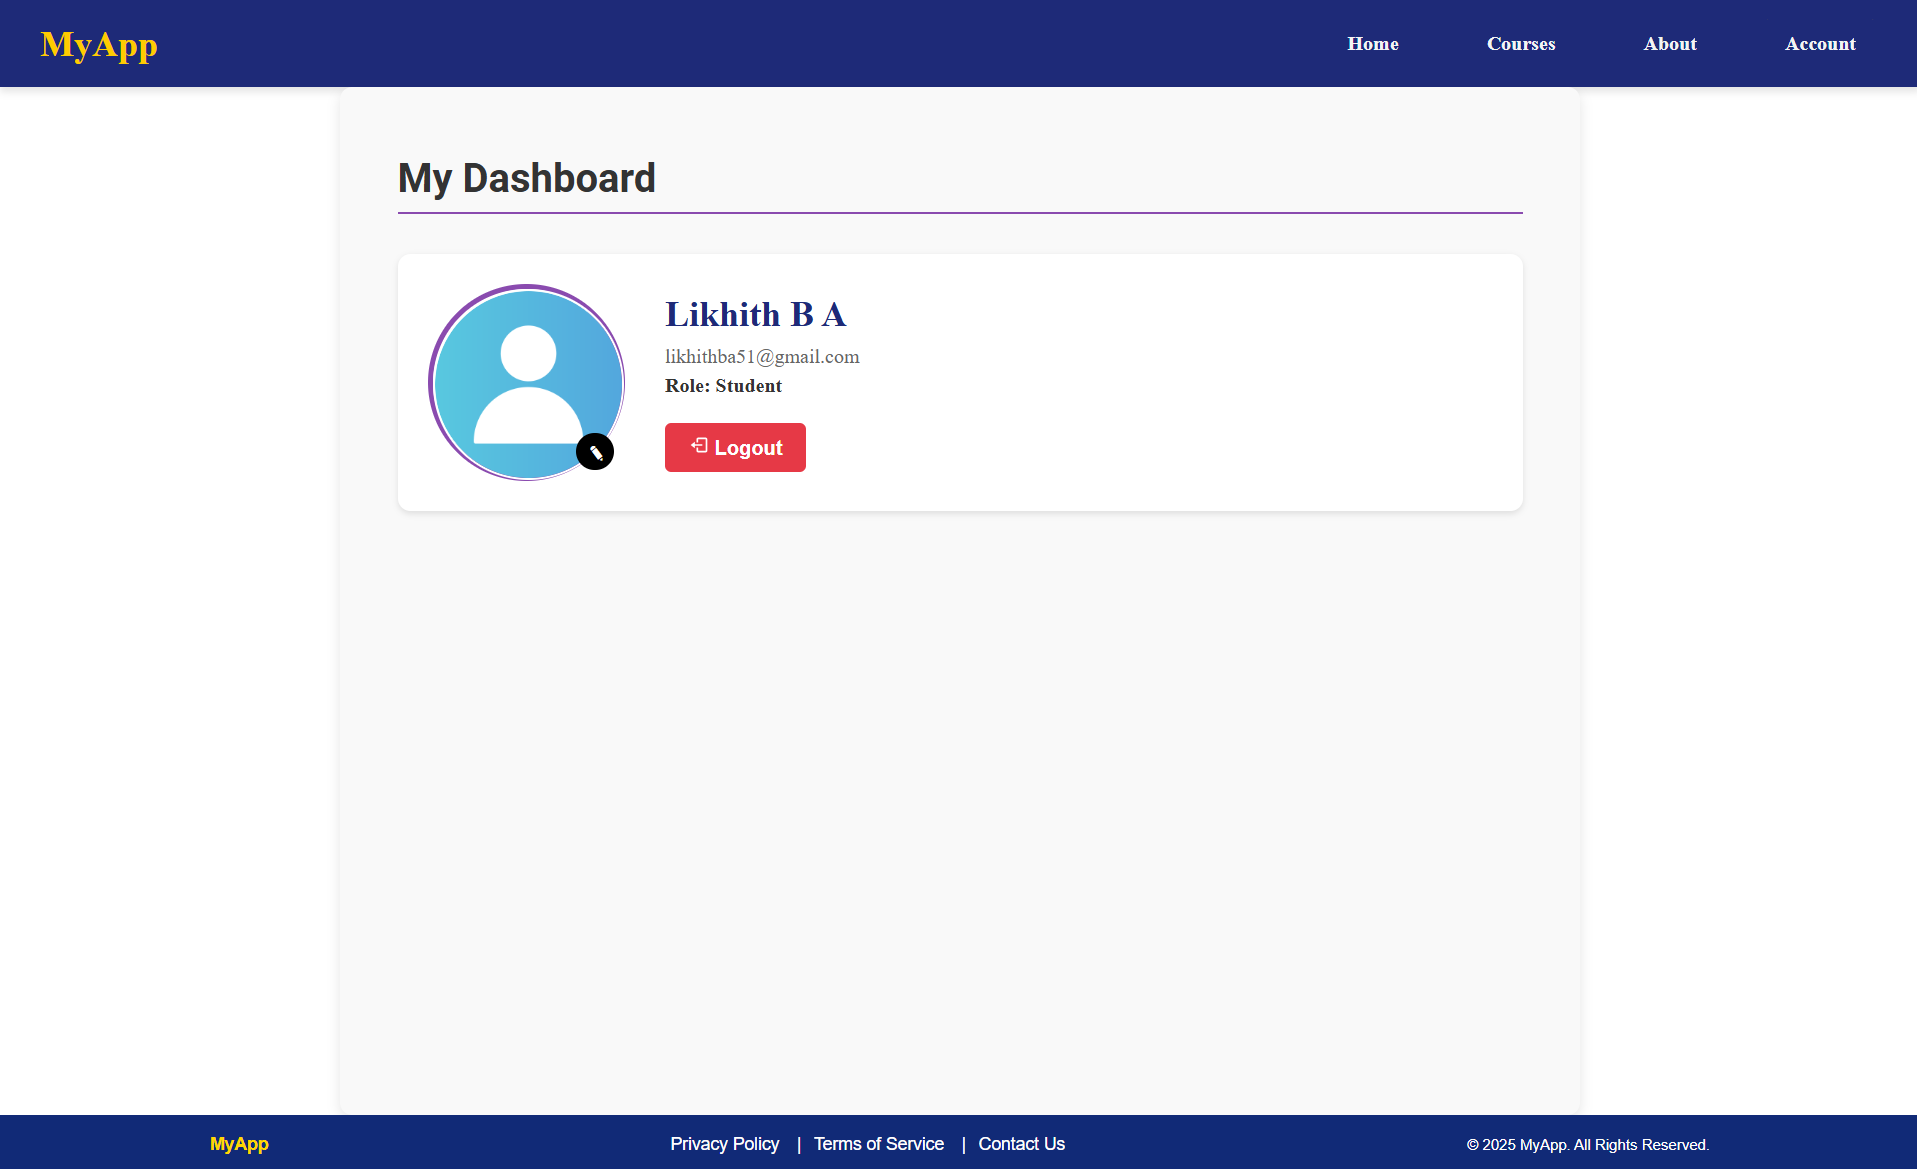 MyApp
Home Courses About Account
My Dashboard
Likhith B A
likhithba51@gmail.com
Role: Student
Logout
MyApp
Privacy Policy | Terms of Service | Contact Us
© 2025 MyApp. All Rights Reserved.